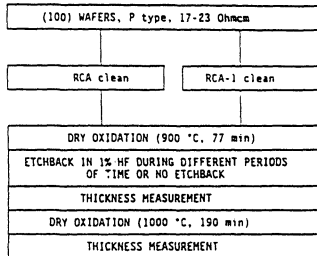 (100) WAFERS, P type, 17-23 Ohmcm
RCA clean
RCA-1 clean
DRY OXIDATION (900 °C, 77 min)
ETCHBACK IN 1% HF DURING DIFFERENT PERIODS
OF TIME OR NO ETCHBACK
THICKNESS MEASUREMENT
DRY OXIDATION (1000 °C, 190 min)
THICKNESS MEASUREMENT